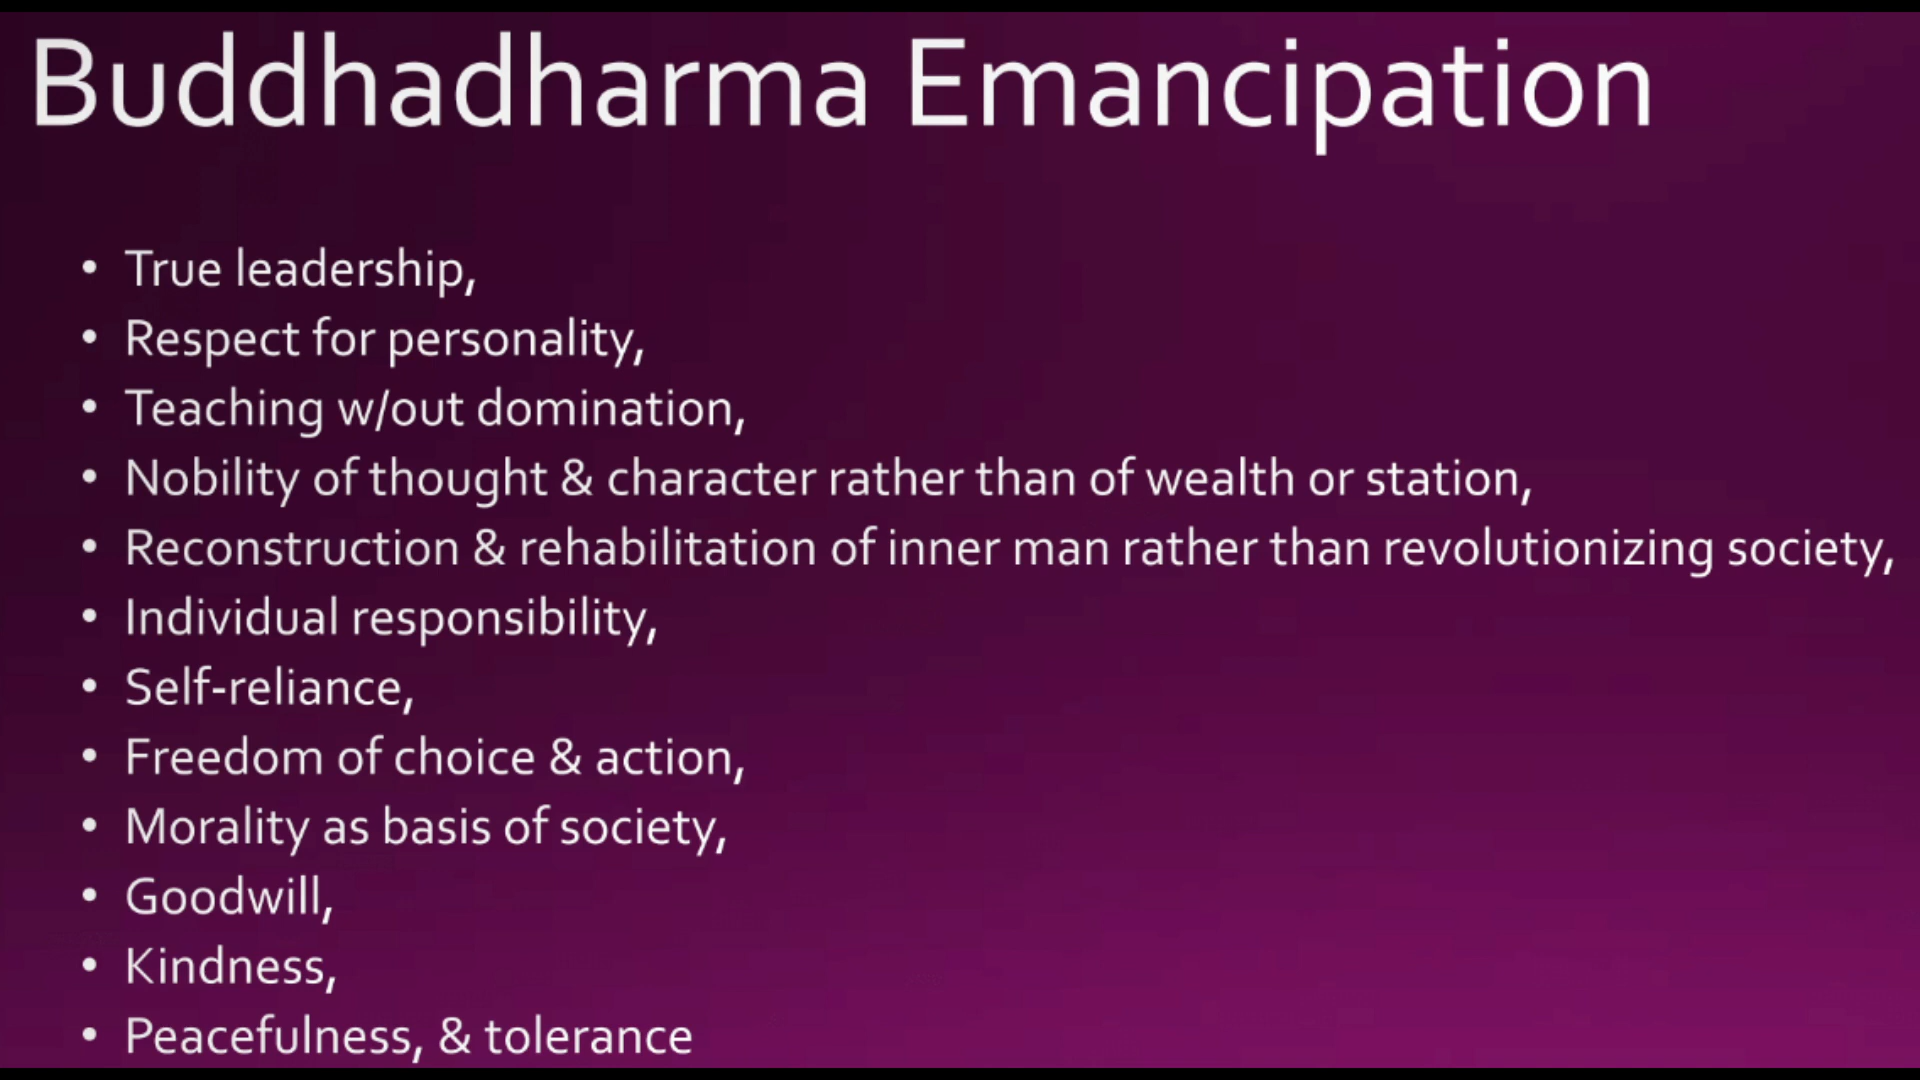 Buddhadharma Emancipation
• True leadership,
• Respect for personality,
• Teaching w/out domination,
• Nobility of thought & character rather than of wealth or station,
• Reconstruction & rehabilitation of inner man rather than revolutionizing society,
• Individual responsibility,
• Self-reliance,
• Freedom of choice & action,
• Morality as basis of society,
• Goodwill,
• Kindness,
• Peacefulness, & tolerance